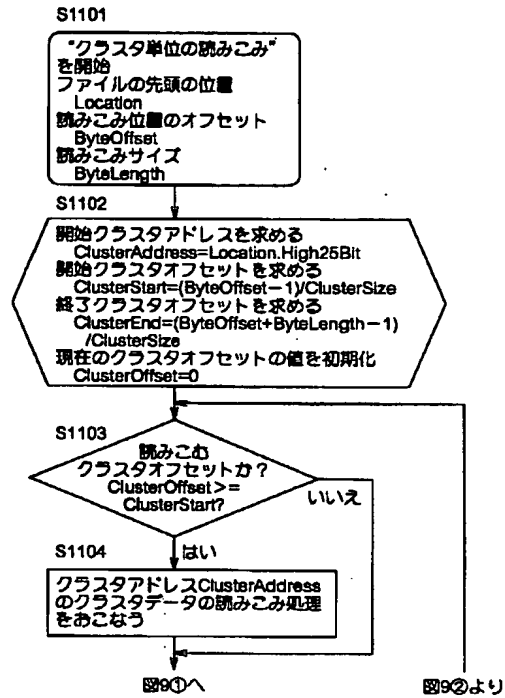 S1101
"クラスタ単位の読みこみ"
を開始
ファイルの先頭の位置
Location
読みこみ位置のオフセット
ByteOffset
読みこみサイズ
ByteLength
S1102
開始クラスタアドレスを求める
ClusterAddress=Location.High25Bit
開始クラスタオフセットを求める
ClusterStart=(ByteOffset－1)/ClusterSize
終了クラスタオフセットを求める
ClusterEnd=(ByteOffset+ByteLength－1)
/ClusterSize
現在のクラスタオフセットの値を初期化
ClusterOffset=0
S1103
読みこむ
クラスタオフセットか？
ClusterOffset>=
ClusterStart?
いいえ
はい
S1104
クラスタアドレスClusterAddress
のクラスタデータの読みこみ処理
をおこなう
図9①へ
図9②より